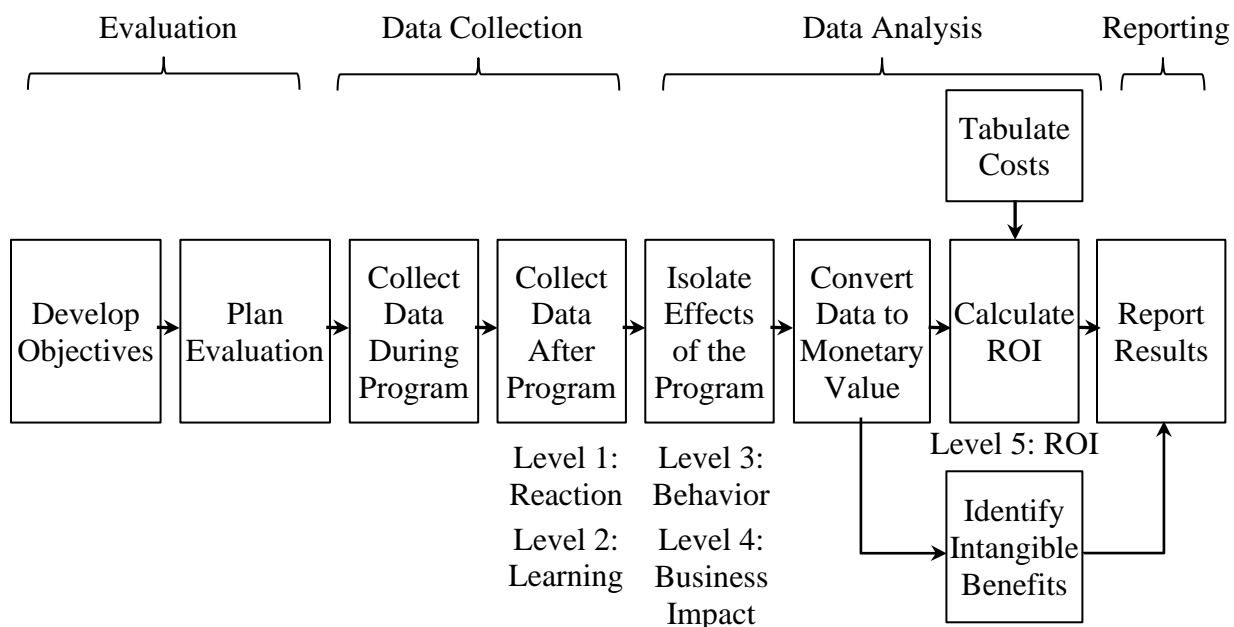 Evaluation
Data Collection
Data Analysis
Reporting
Tabulate
Costs
Develop
Objectives
Plan
Evaluation
Collect
Data
During
Program
Collect
Data
After
Program
Isolate
Effects
of the
Program
Convert
Data to
Monetary
Value
Calculate
ROI
Report
Results
Level 1:
Reaction
Level 2:
Learning
Level 3:
Behavior
Level 4:
Business
Impact
Level 5: ROI
Identify
Intangible
Benefits